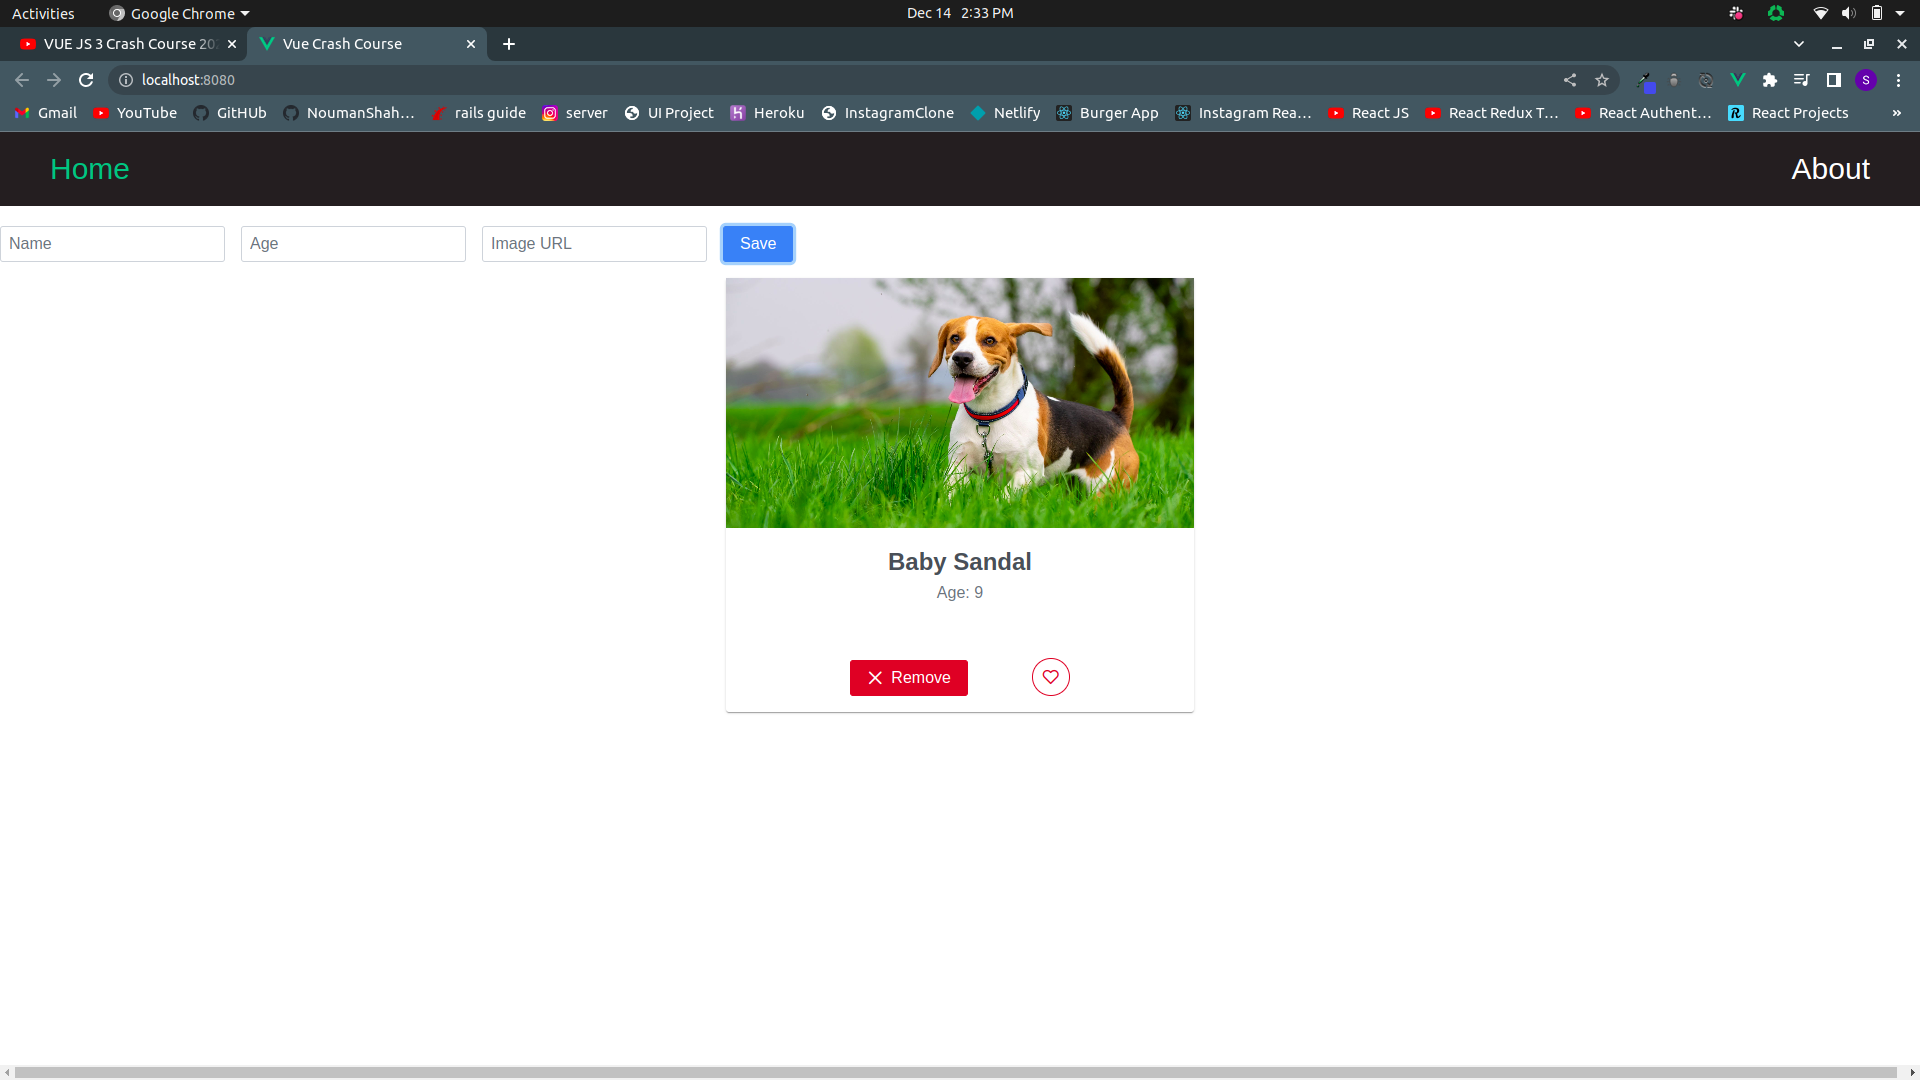 Activities Google Chrome Dec 14 2:33 PM
VUE JS 3 Crash Course 20 Vue Crash Course
localhost:8080 S
Gmail YouTube GitHUb NoumanShah… rails guide server UI Project Heroku InstagramClone Netlify Burger App Instagram Rea… React JS React Redux T… React Authent… React Projects »
Home About
Name Age Image URL Save
Baby Sandal
Age: 9
Remove